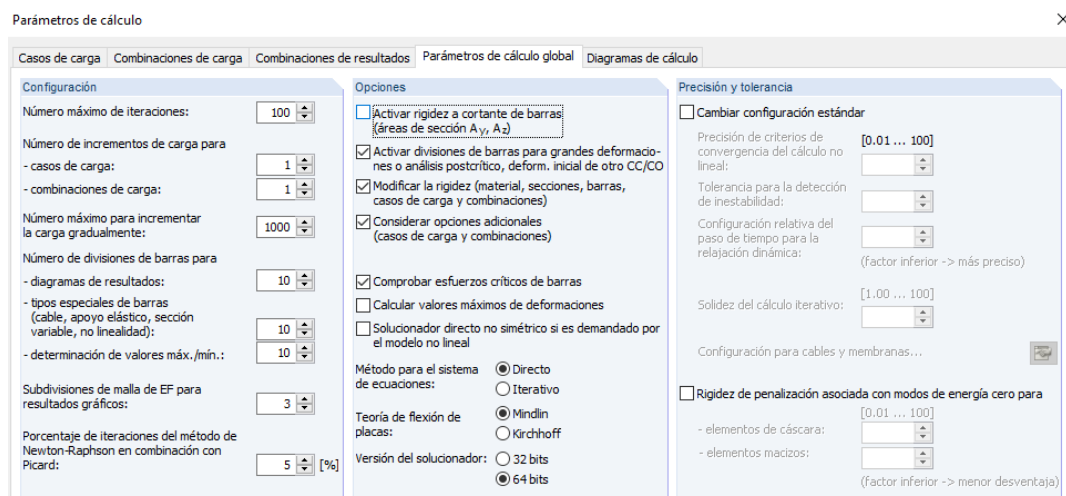 Parámetros de cálculo
Casos de carga
Combinaciones de carga
Combinaciones de resultados
Parámetros de cálculo global
Diagramas de cálculo
Configuración
Número máximo de iteraciones:
100
Número de incrementos de carga para
- casos de carga:
1
- combinaciones de carga:
1
Número máximo para incrementar
la carga gradualmente:
1000
Número de divisiones de barras para
- diagramas de resultados:
10
- tipos especiales de barras
(cable, apoyo elástico, sección
variable, no linealidad):
10
- determinación de valores máx./mín.:
10
Subdivisiones de malla de EF para
resultados gráficos:
3
Porcentaje de iteraciones del método de
Newton-Raphson en combinación con
Picard:
5 [%]
Opciones
Activar rigidez a cortante de barras
(áreas de sección Ay, Az)
Activar divisiones de barras para grandes deformacio-
nes o análisis postcrítico, deform. inicial de otro CC/CO
Modificar la rigidez (material, secciones, barras,
casos de carga y combinaciones)
Considerar opciones adicionales
(casos de carga y combinaciones)
Comprobar esfuerzos críticos de barras
Calcular valores máximos de deformaciones
Solucionador directo no simétrico si es demandado por
el modelo no lineal
Método para el sistema
de ecuaciones:
Directo
Iterativo
Teoría de flexión de
placas:
Mindlin
Kirchhoff
Versión del solucionador:
32 bits
64 bits
Precisión y tolerancia
Cambiar configuración estándar
Precisión de criterios de
convergencia del cálculo no
lineal:
[0.01 ... 100]
Tolerancia para la detección
de inestabilidad:
Configuración relativa del
paso de tiempo para la
relajación dinámica:
(factor inferior -> más preciso)
[1.00 ... 100]
Solidez del cálculo iterativo:
Configuración para cables y membranas...
Rigidez de penalización asociada con modos de energía cero para
[0.01 ... 100]
- elementos de cáscara:
- elementos macizos:
(factor inferior -> menor desventaja)